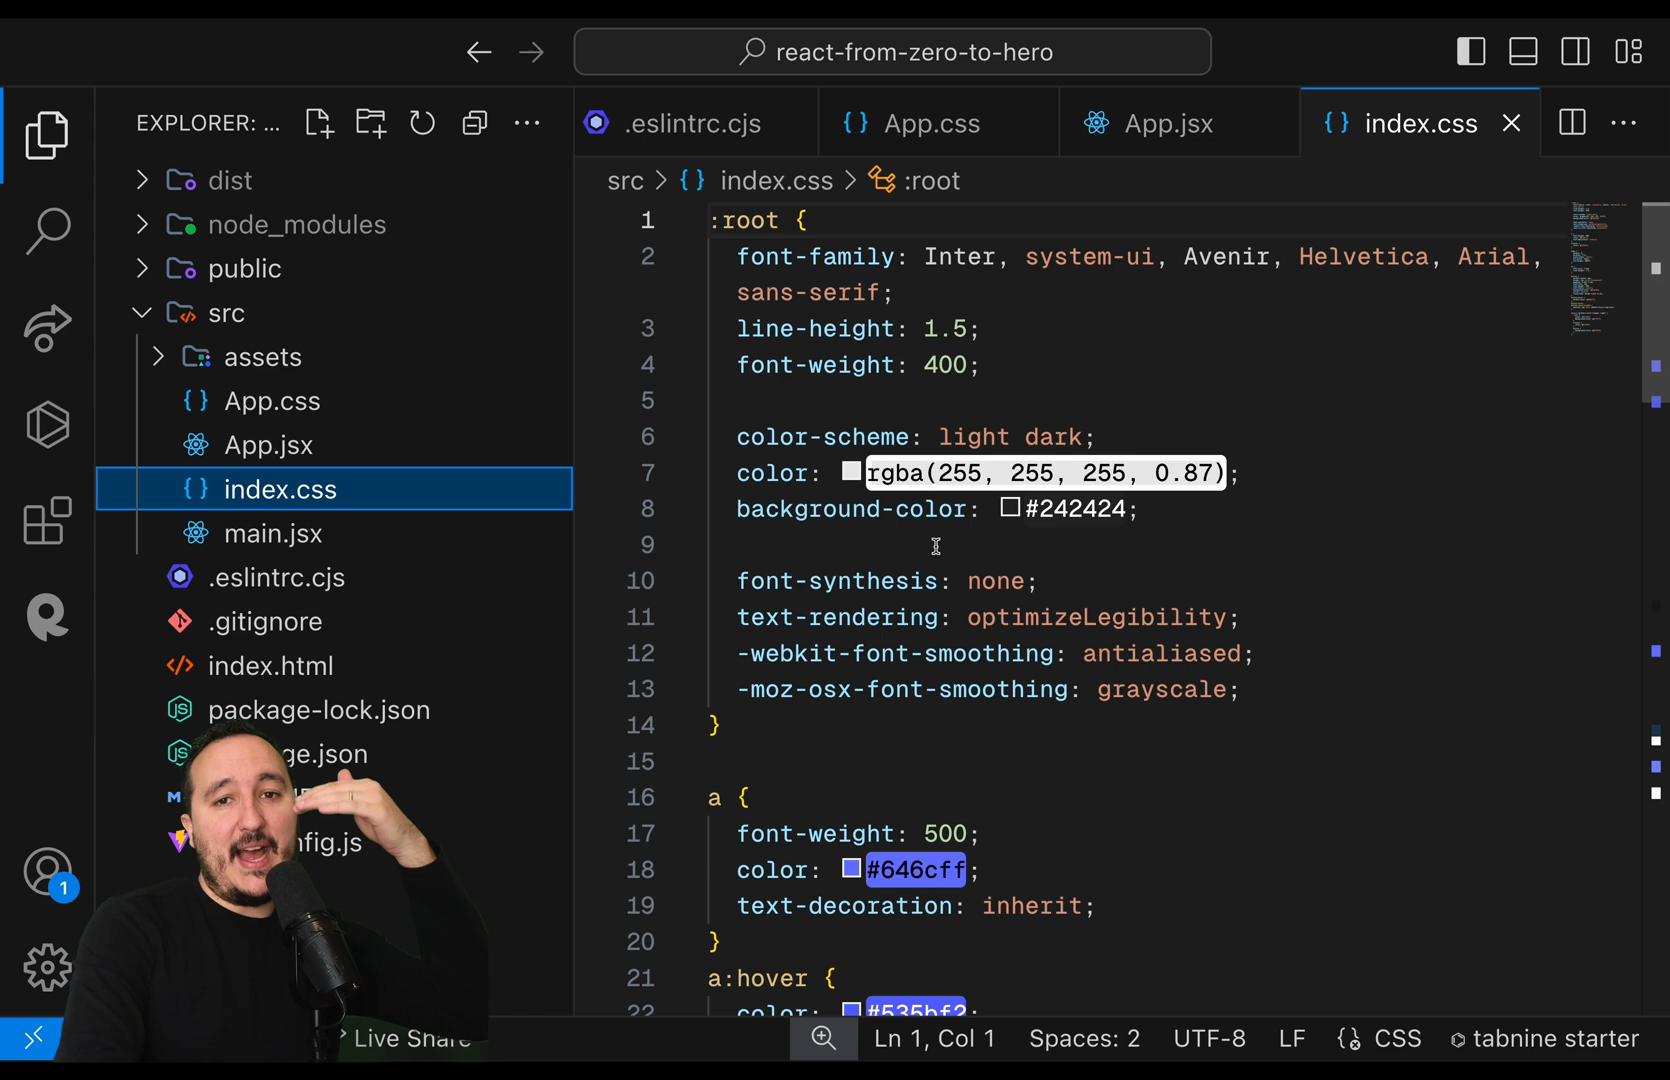 react-from-zero-to-hero
EXPLORER: ...
.eslintrc.cjs
App.css
App.jsx
index.css
dist
node_modules
public
src
assets
App.css
App.jsx
index.css
main.jsx
.eslintrc.cjs
.gitignore
index.html
package-lock.json
ge.json
nfig.js
src > {} index.css > :root
1 :root {
2 font-family: Inter, system-ui, Avenir, Helvetica, Arial,
sans-serif;
3 line-height: 1.5;
4 font-weight: 400;
5
6 color-scheme: light dark;
7 color: rgba(255, 255, 255, 0.87);
8 background-color: #242424;
9
10 font-synthesis: none;
11 text-rendering: optimizeLegibility;
12 -webkit-font-smoothing: antialiased;
13 -moz-osx-font-smoothing: grayscale;
14 }
15
16 a {
17 font-weight: 500;
18 color: #646cff;
19 text-decoration: inherit;
20 }
21 a:hover {
22 color: #535bf2;
1
Live Share
Ln 1, Col 1
Spaces: 2
UTF-8
LF
CSS
tabnine starter